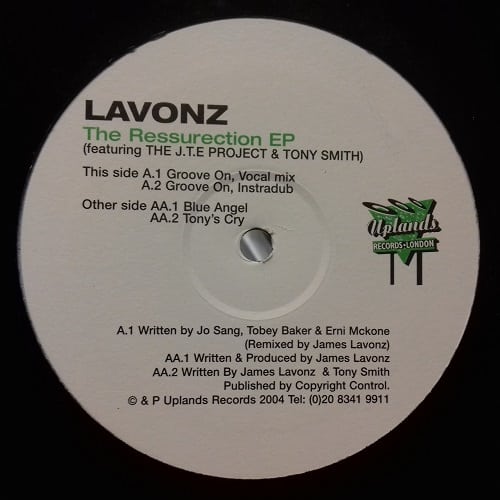 LAVONZ
The Ressurection EP
(featuring THE J.T.E PROJECT & TONY SMITH)
This side A.1 Groove On, Vocal mix
A.2 Groove On, Instradub
Other side AA.1 Blue Angel
AA.2 Tony's Cry
Uplands
RECORDS•LONDON
A.1 Written by Jo Sang, Tobey Baker & Erni Mckone
(Remixed by James Lavonz)
AA.1 Written & Produced by James Lavonz
AA.2 Written By James Lavonz & Tony Smith
Published by Copyright Control.
© & P Uplands Records 2004 Tel: (0)20 8341 9911